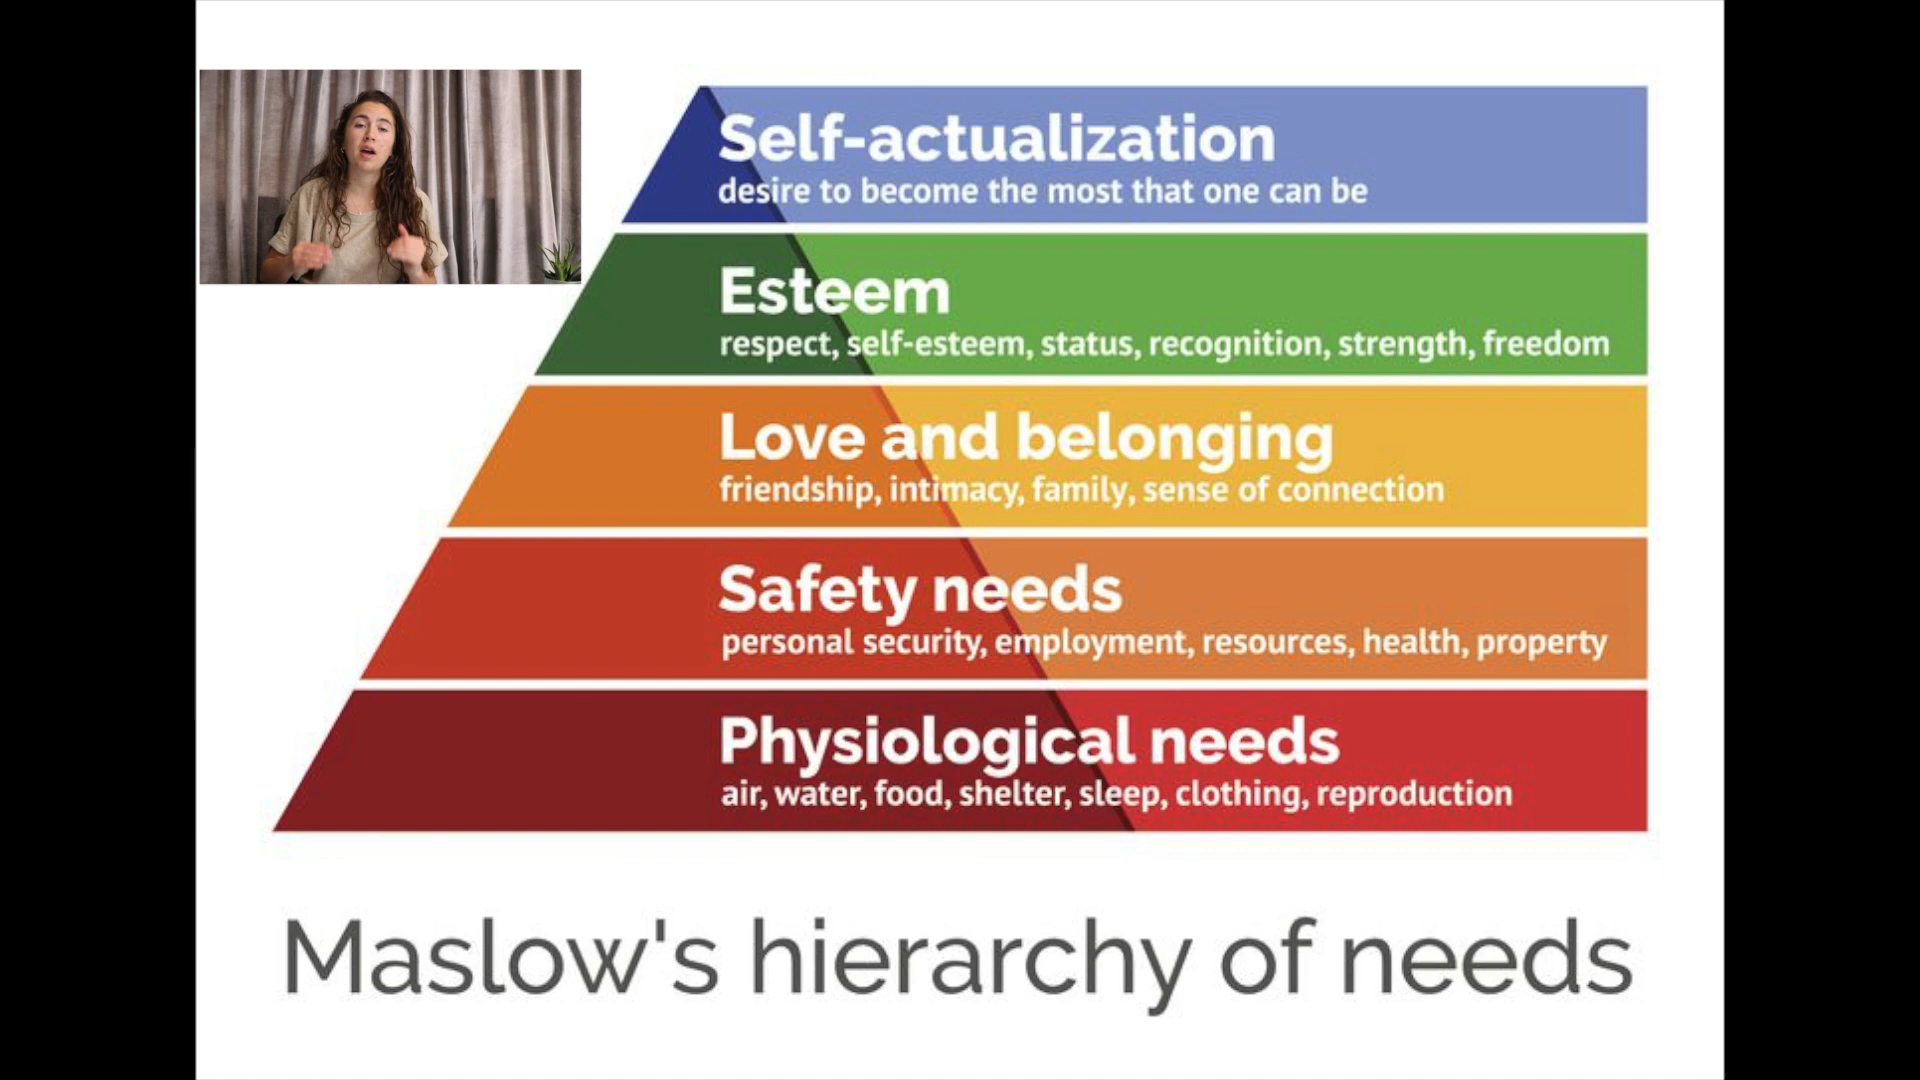 Self-actualization
desire to become the most that one can be
Esteem
respect, self-esteem, status, recognition, strength, freedom
Love and belonging
friendship, intimacy, family, sense of connection
Safety needs
personal security, employment, resources, health, property
Physiological needs
air, water, food, shelter, sleep, clothing, reproduction
Maslow's hierarchy of needs